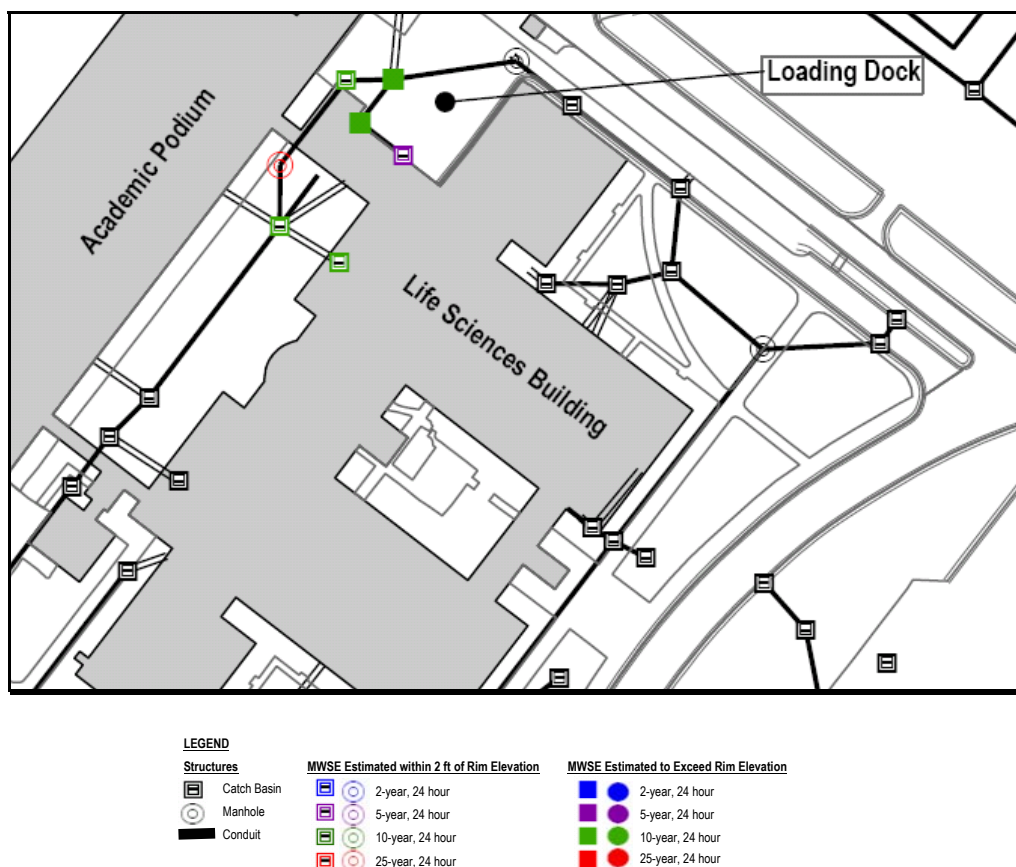 Loading Dock
Academic Podium
Life Sciences Building
LEGEND
Structures
Catch Basin
Manhole
Conduit
MWSE Estimated within 2 ft of Rim Elevation
2-year, 24 hour
5-year, 24 hour
10-year, 24 hour
25-year, 24 hour
MWSE Estimated to Exceed Rim Elevation
2-year, 24 hour
5-year, 24 hour
10-year, 24 hour
25-year, 24 hour